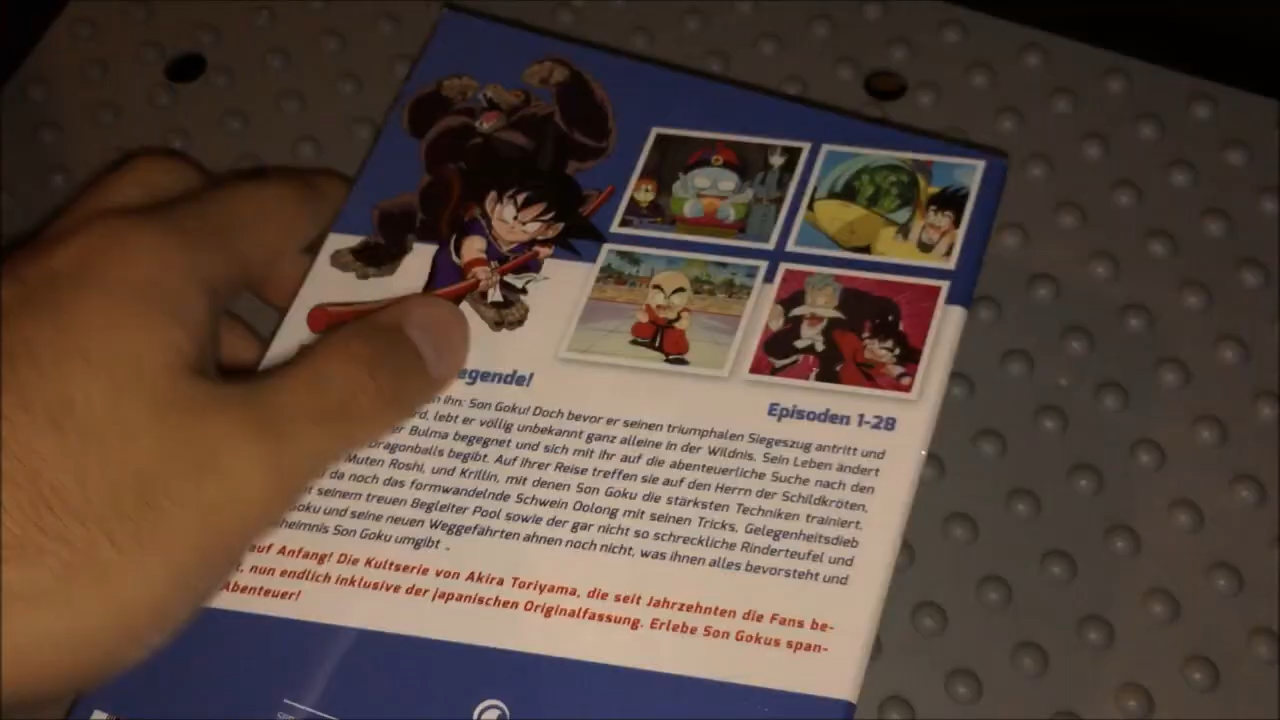 egende!
Episoden 1-28
n ihn: Son Goku! Doch bevor er seinen triumphalen Siegeszug antritt und
rd, lebt er völlig unbekannt ganz alleine in der Wildnis. Sein Leben ändert
er Bulma begegnet und sich mit ihr auf die abenteuerliche Suche nach den
Dragonballs begibt. Auf ihrer Reise treffen sie auf den Herrn der Schildkröten,
Muten Roshi, und Krillin, mit denen Son Goku die stärksten Techniken trainiert.
da noch das formwandelnde Schwein Oolong mit seinen Tricks, Gelegenheitsdieb
t seinem treuen Begleiter Pool sowie der gar nicht so schreckliche Rinderteufel und
oku und seine neuen Weggefährten ahnen noch nicht, was ihnen alles bevorsteht und
heimnis Son Goku umgibt ..
auf Anfang! Die Kultserie von Akira Toriyama, die seit Jahrzehnten die Fans be-
t, nun endlich inklusive der japanischen Originalfassung. Erlebe Son Gokus span-
Abenteuer!